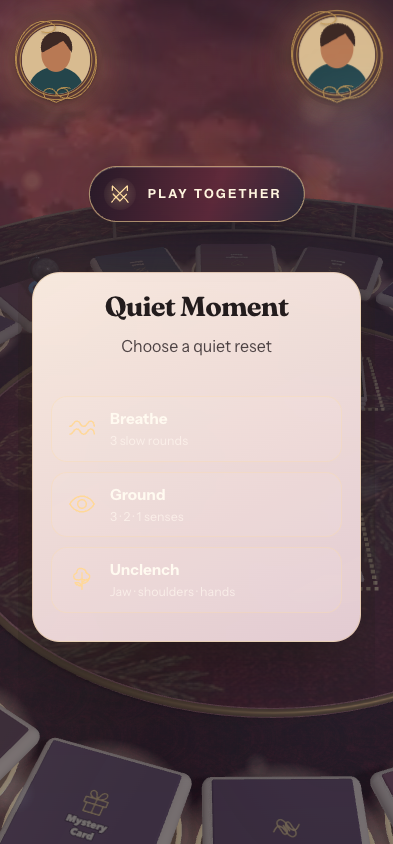 PLAY TOGETHER
Quiet Moment
Choose a quiet reset
Breathe
3 slow rounds
Ground
3 · 2 · 1 senses
Unclench
Jaw · shoulders · hands
Mystery
Card